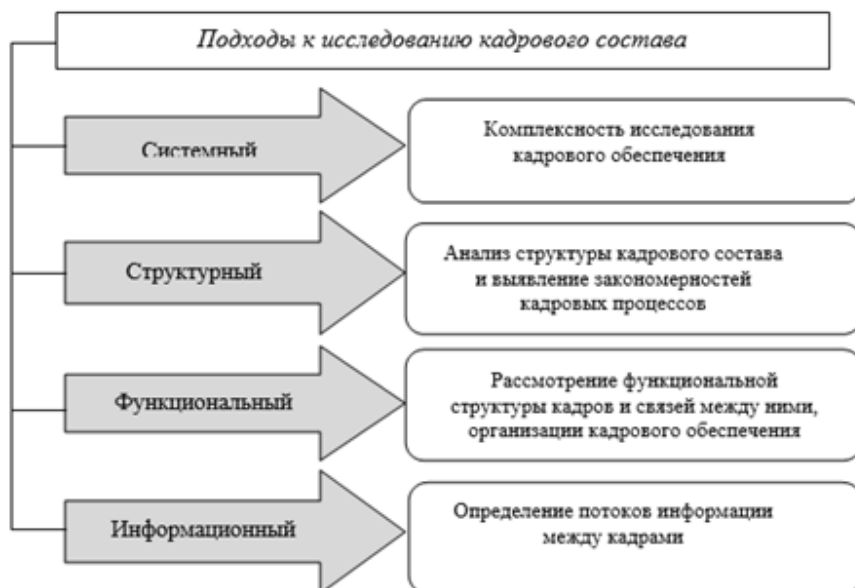 Подходы к исследованию кадрового состава
Системный
Комплексность исследования
кадрового обеспечения
Структурный
Анализ структуры кадрового состава
и выявление закономерностей
кадровых процессов
Функциональный
Рассмотрение функциональной
структуры кадров и связей между ними,
организации кадрового обеспечения
Информационный
Определение потоков информации
между кадрами